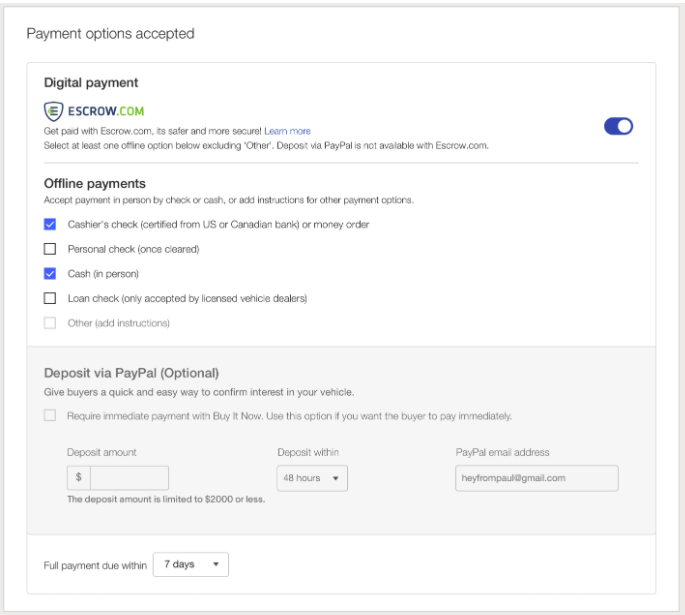 Payment options accepted
Digital payment
ESCROW.COM
Get paid with Escrow.com, its safer and more secure! Learn more
Select at least one offline option below excluding 'Other'. Deposit via PayPal is not available with Escrow.com.
Offline payments
Accept payment in person by check or cash, or add instructions for other payment options.
Cashier's check (certified from US or Canadian bank) or money order
Personal check (once cleared)
Cash (in person)
Loan check (only accepted by licensed vehicle dealers)
Other (add instructions)
Deposit via PayPal (Optional)
Give buyers a quick and easy way to confirm interest in your vehicle.
Require immediate payment with Buy It Now. Use this option if you want the buyer to pay immediately.
Deposit amount Deposit within PayPal email address
$ 48 hours heyfrompaul@gmail.com
The deposit amount is limited to $2000 or less.
Full payment due within 7 days